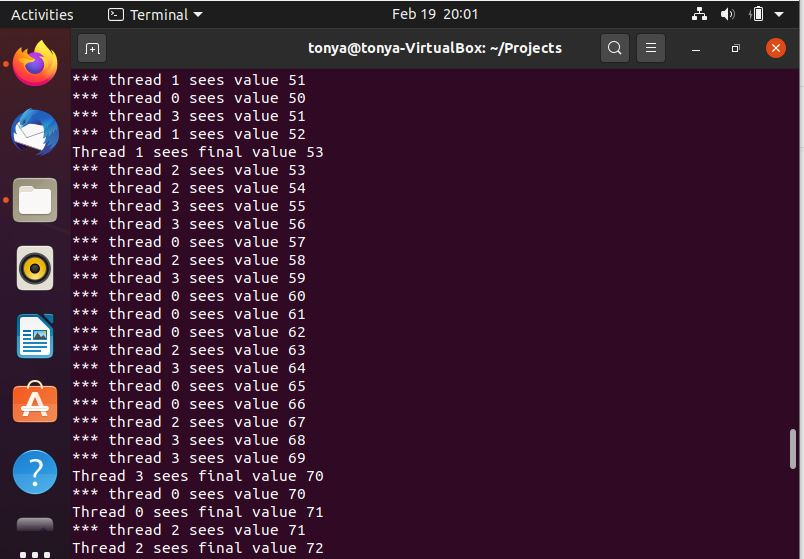 Activities
Terminal
Feb 19 20:01
tonya@tonya-VirtualBox: ~/Projects
*** thread 1 sees value 51
*** thread 0 sees value 50
*** thread 3 sees value 51
*** thread 1 sees value 52
Thread 1 sees final value 53
*** thread 2 sees value 53
*** thread 2 sees value 54
*** thread 3 sees value 55
*** thread 3 sees value 56
*** thread 0 sees value 57
*** thread 2 sees value 58
*** thread 3 sees value 59
*** thread 0 sees value 60
*** thread 0 sees value 61
*** thread 0 sees value 62
*** thread 2 sees value 63
*** thread 3 sees value 64
*** thread 0 sees value 65
*** thread 0 sees value 66
*** thread 2 sees value 67
*** thread 3 sees value 68
*** thread 3 sees value 69
Thread 3 sees final value 70
*** thread 0 sees value 70
Thread 0 sees final value 71
*** thread 2 sees value 71
Thread 2 sees final value 72